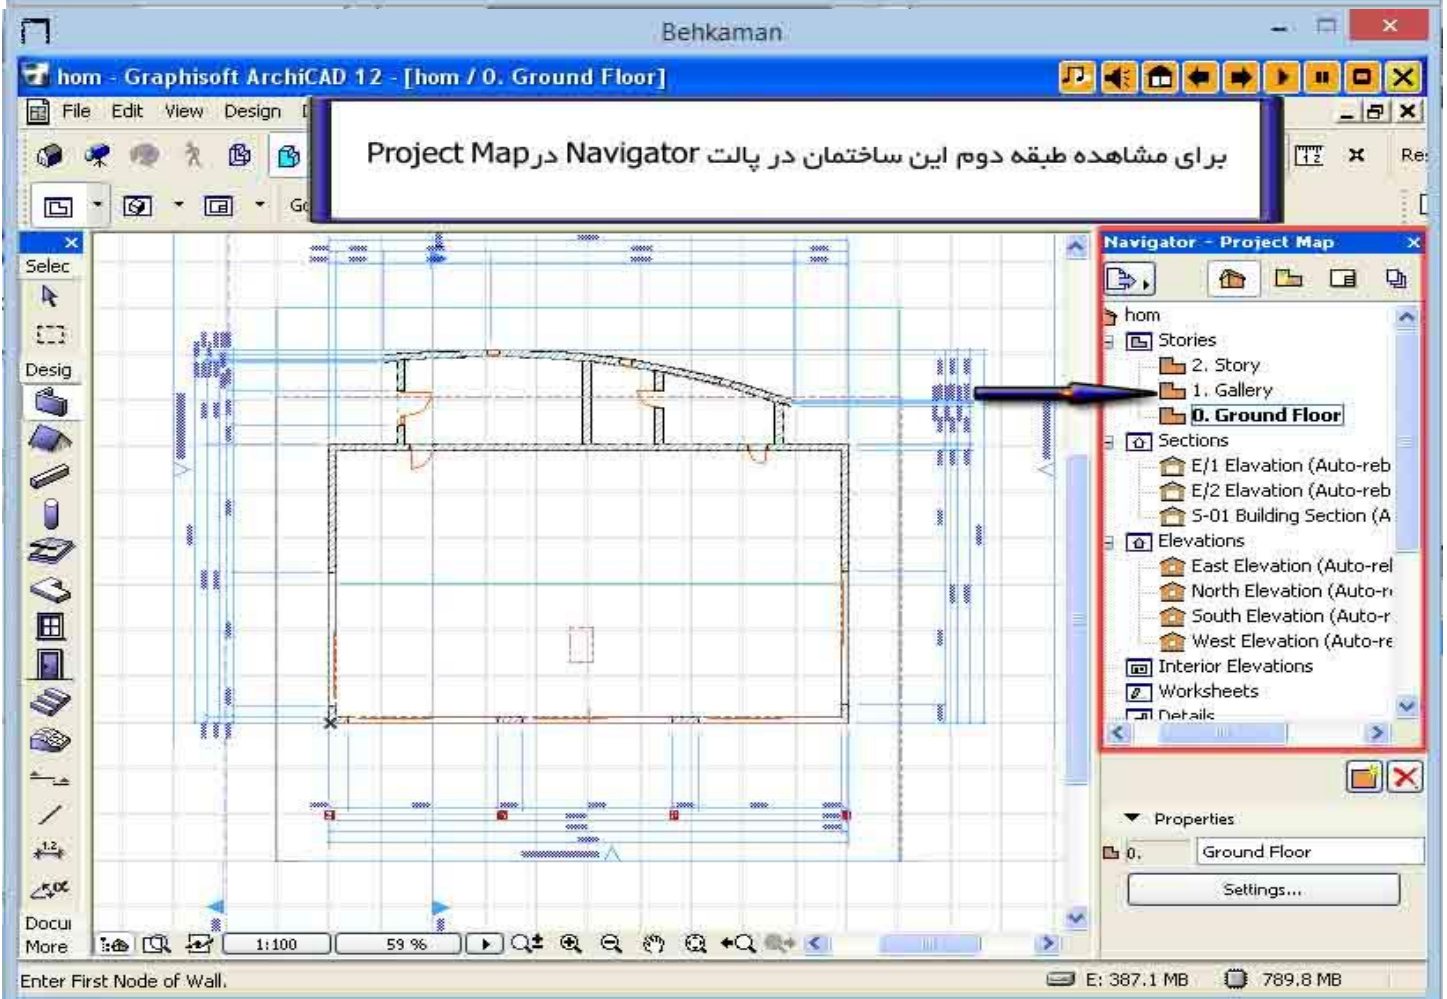 Behkaman
hom - Graphisoft ArchiCAD 12 - [hom / 0. Ground Floor]
File Edit View Design
برای مشاهده طبقه دوم این ساختمان در پالت Navigator در Project Map
Selec
Desig
Docui
More
Navigator - Project Map
hom
Stories
2. Story
1. Gallery
0. Ground Floor
Sections
E/1 Elavation (Auto-reb
E/2 Elavation (Auto-reb
S-01 Building Section (A
Elevations
East Elevation (Auto-rel
North Elevation (Auto-r
South Elevation (Auto-r
West Elevation (Auto-re
Interior Elevations
Worksheets
Details
Properties
0. Ground Floor
Settings...
1:100 59 %
Enter First Node of Wall. E: 387.1 MB 789.8 MB